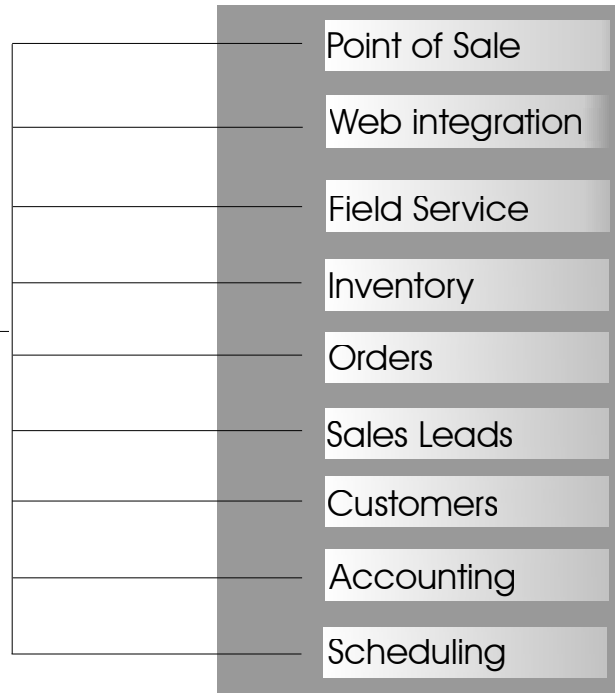 Point of Sale
Web integration
Field Service
Inventory
Orders
Sales Leads
Customers
Accounting
Scheduling